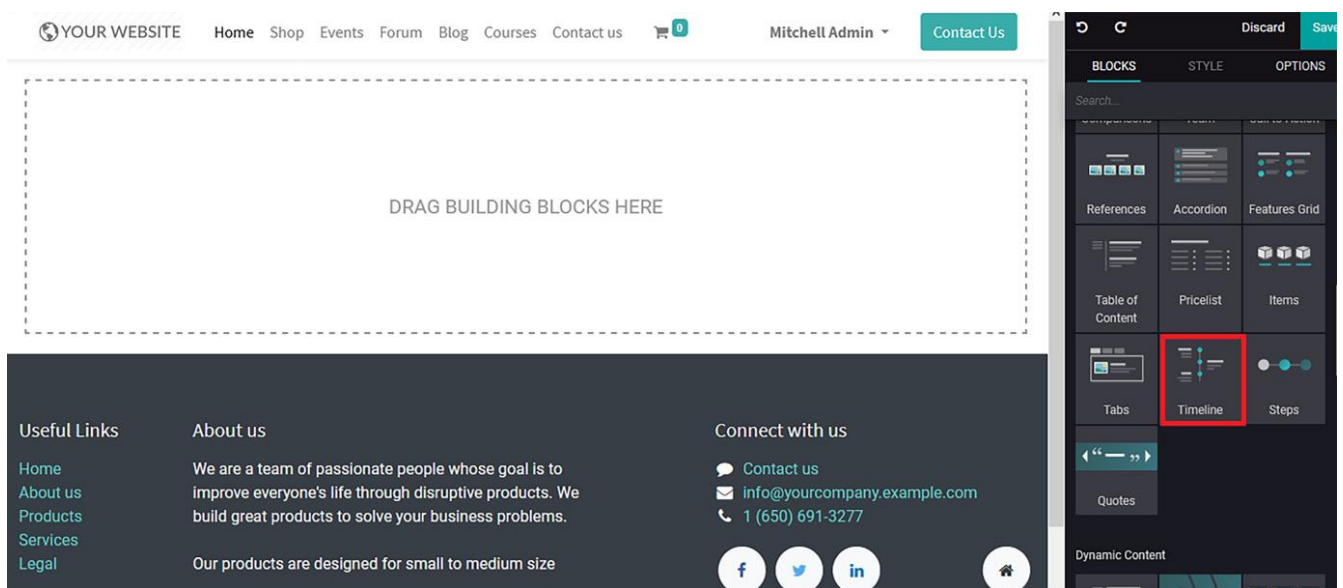 YOUR WEBSITE
Home Shop Events Forum Blog Courses Contact us 0 Mitchell Admin Contact Us
DRAG BUILDING BLOCKS HERE
Useful Links
Home
About us
Products
Services
Legal
About us
We are a team of passionate people whose goal is to
improve everyone's life through disruptive products. We
build great products to solve your business problems.
Our products are designed for small to medium size
Connect with us
Contact us
info@yourcompany.example.com
1 (650) 691-3277
Discard Save
BLOCKS STYLE OPTIONS
Search...
References Accordion Features Grid
Table of
Content
Pricelist Items
Tabs Timeline Steps
Quotes
Dynamic Content